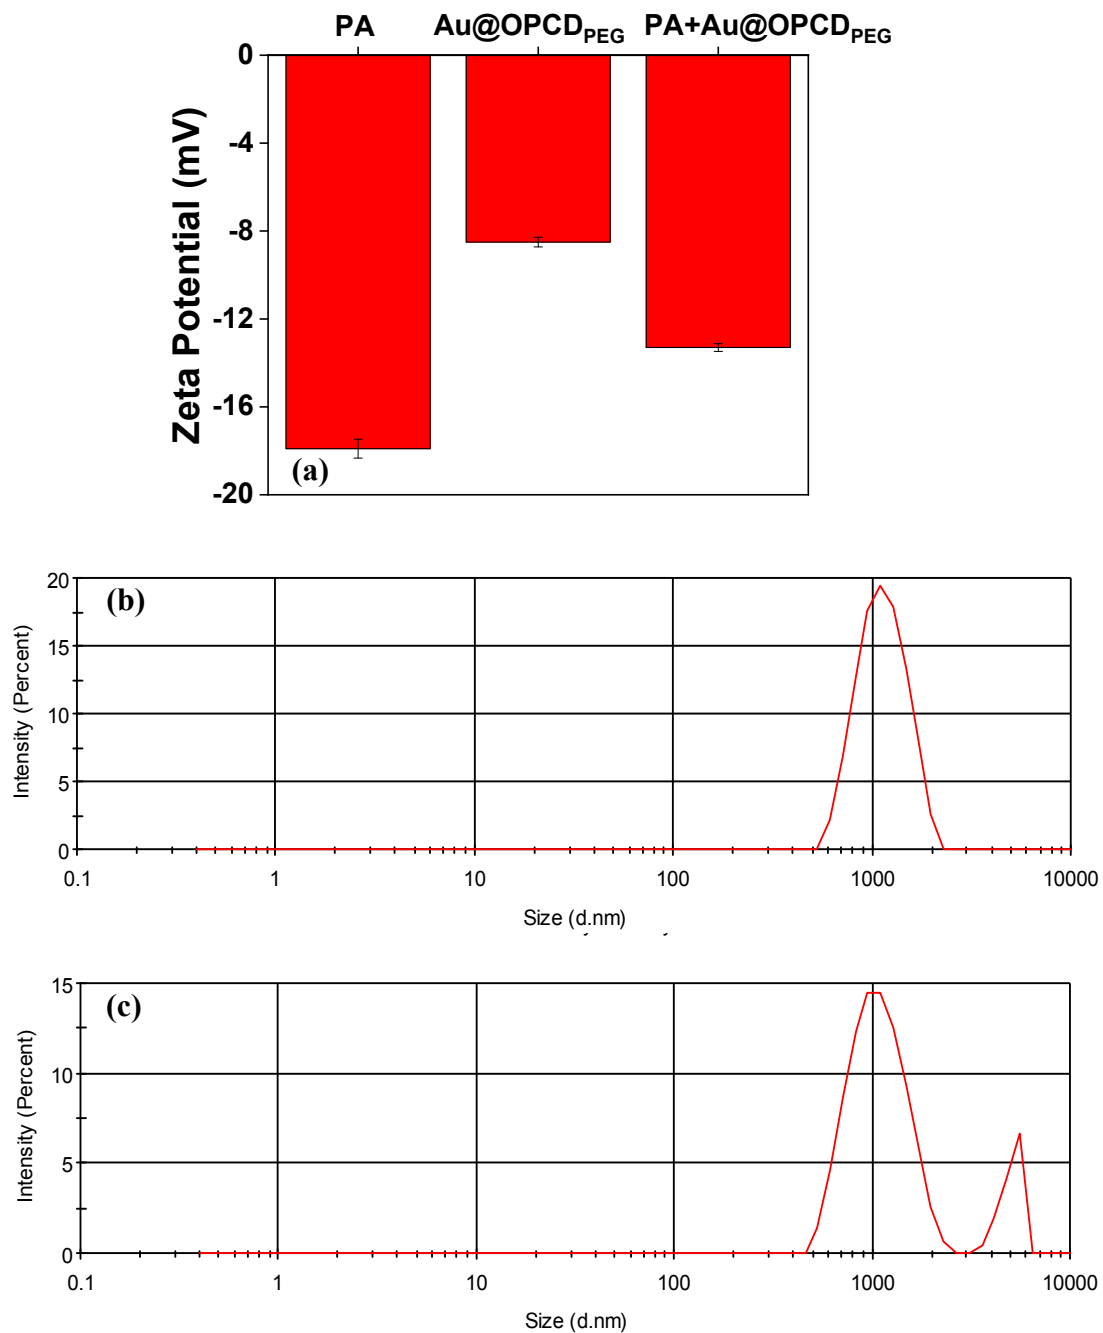 PA Au@OPCD_PEG PA+Au@OPCD_PEG
0
-4
-8
-12
-16
-20
Zeta Potential (mV)
(a)
20
15
10
5
0
Intensity (Percent)
(b)
0.1 1 10 100 1000 10000
Size (d.nm)
15
10
5
0
Intensity (Percent)
(c)
0.1 1 10 100 1000 10000
Size (d.nm)